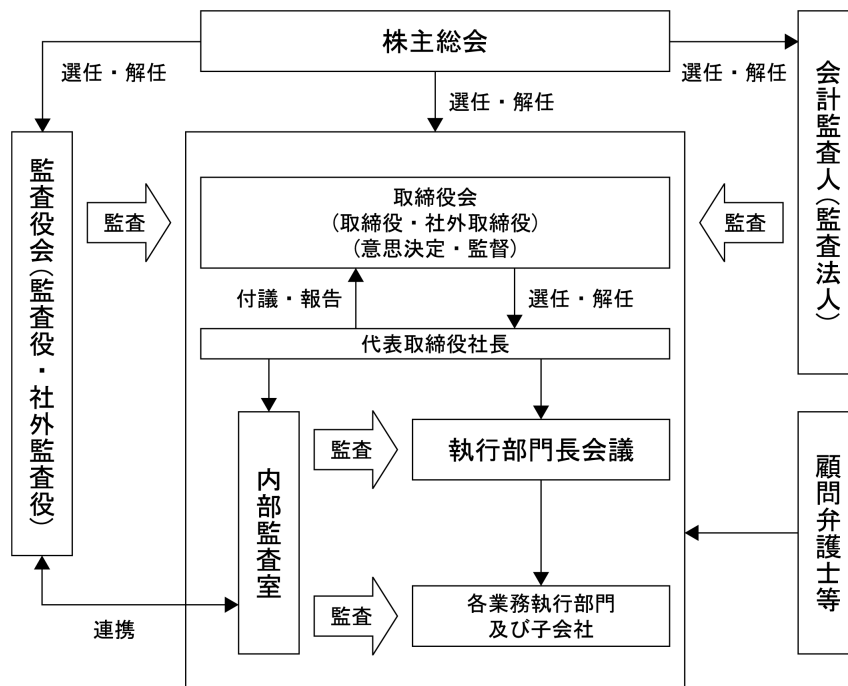 株主総会
選任・解任
選任・解任
選任・解任
監査役会(監査役・社外監査役)
監査
取締役会
(取締役・社外取締役)
(意思決定・監督)
監査
会計監査人(監査法人)
付議・報告
選任・解任
代表取締役社長
内部監査室
監査
執行部門長会議
顧問弁護士等
監査
各業務執行部門
及び子会社
連携